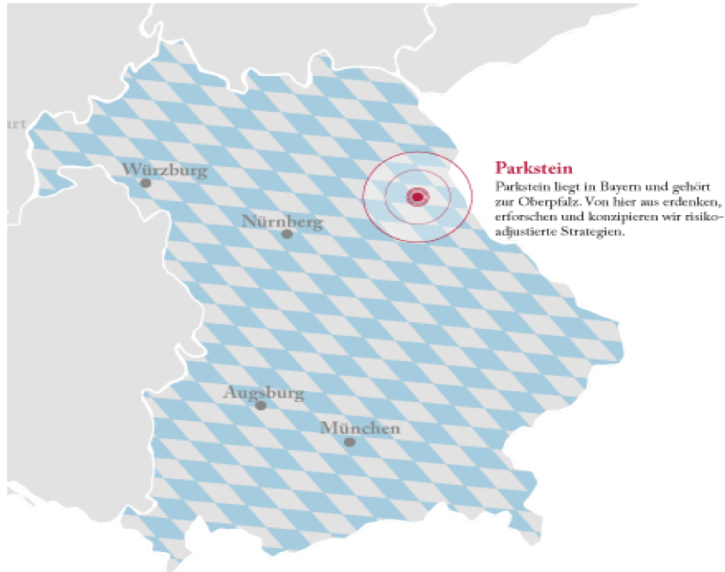 Würzburg
Nürnberg
Parkstein
Parkstein liegt in Bayern und gehört
zur Oberpfalz. Von hier aus erdenken,
erforschen und konzipieren wir risiko-
adjustierte Strategien.
Augsburg
München